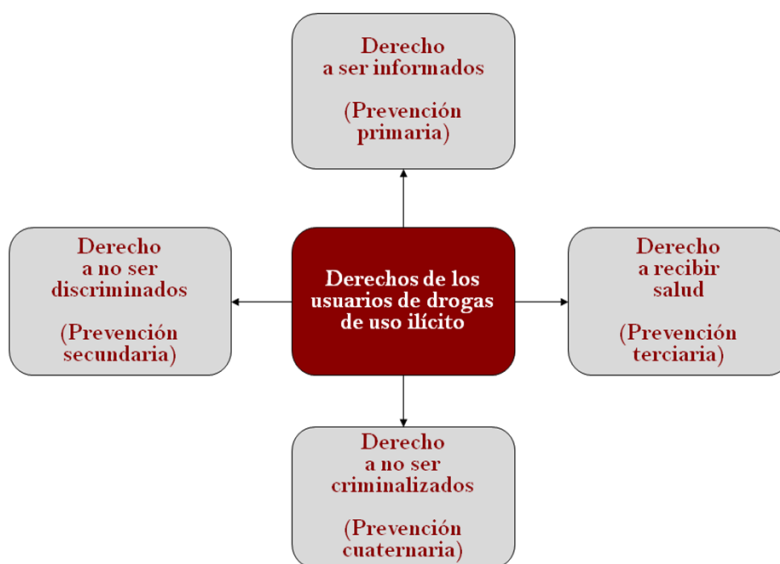 Derecho
a ser informados
(Prevención
primaria)
Derecho
a no ser
discriminados
(Prevención
secundaria)
Derechos de los
usuarios de drogas
de uso ilícito
Derecho
a recibir
salud
(Prevención
terciaria)
Derecho
a no ser
criminalizados
(Prevención
cuaternaria)